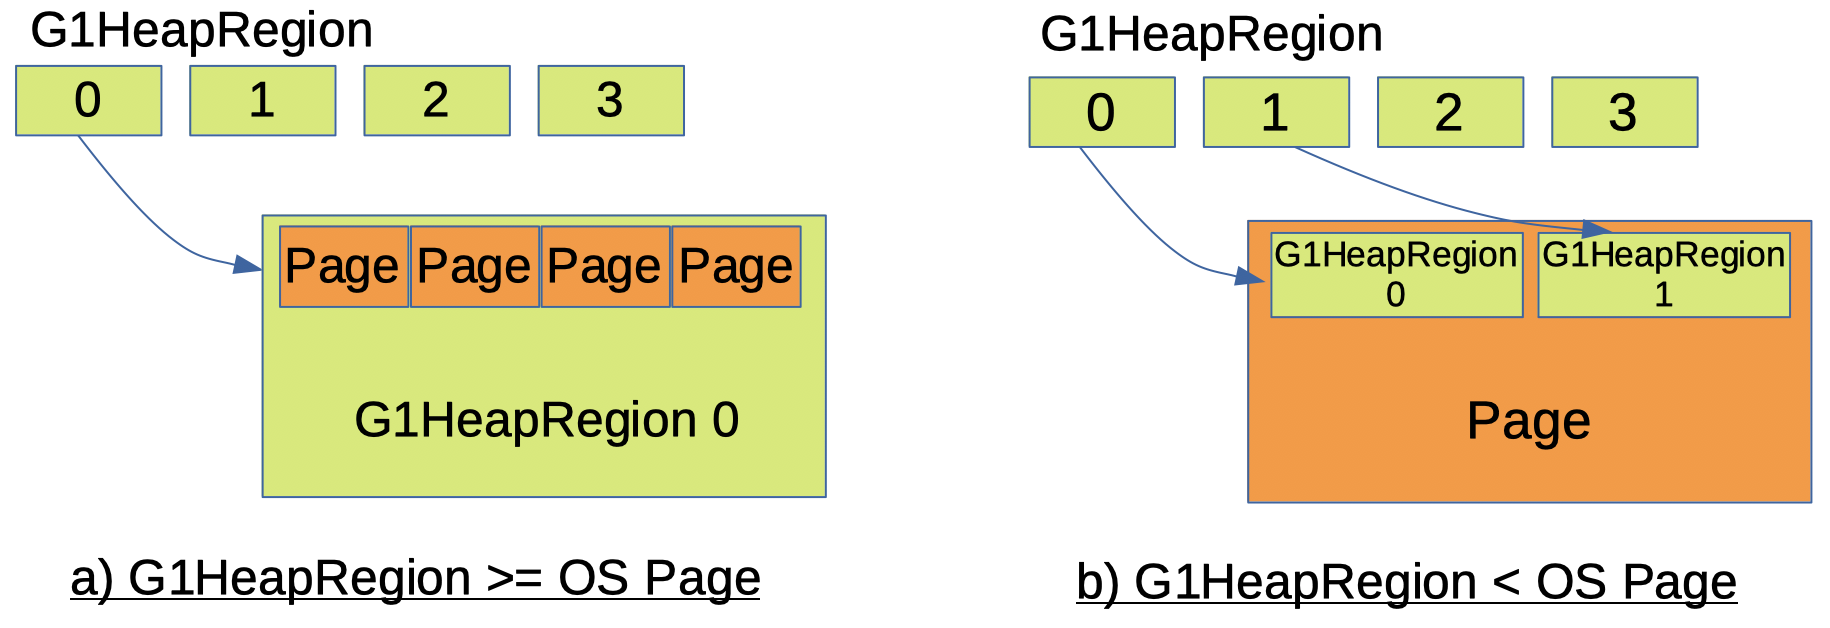 G1HeapRegion
0 1 2 3
Page Page Page Page
G1HeapRegion 0
a) G1HeapRegion >= OS Page
G1HeapRegion
0 1 2 3
G1HeapRegion
0
G1HeapRegion
1
Page
b) G1HeapRegion < OS Page